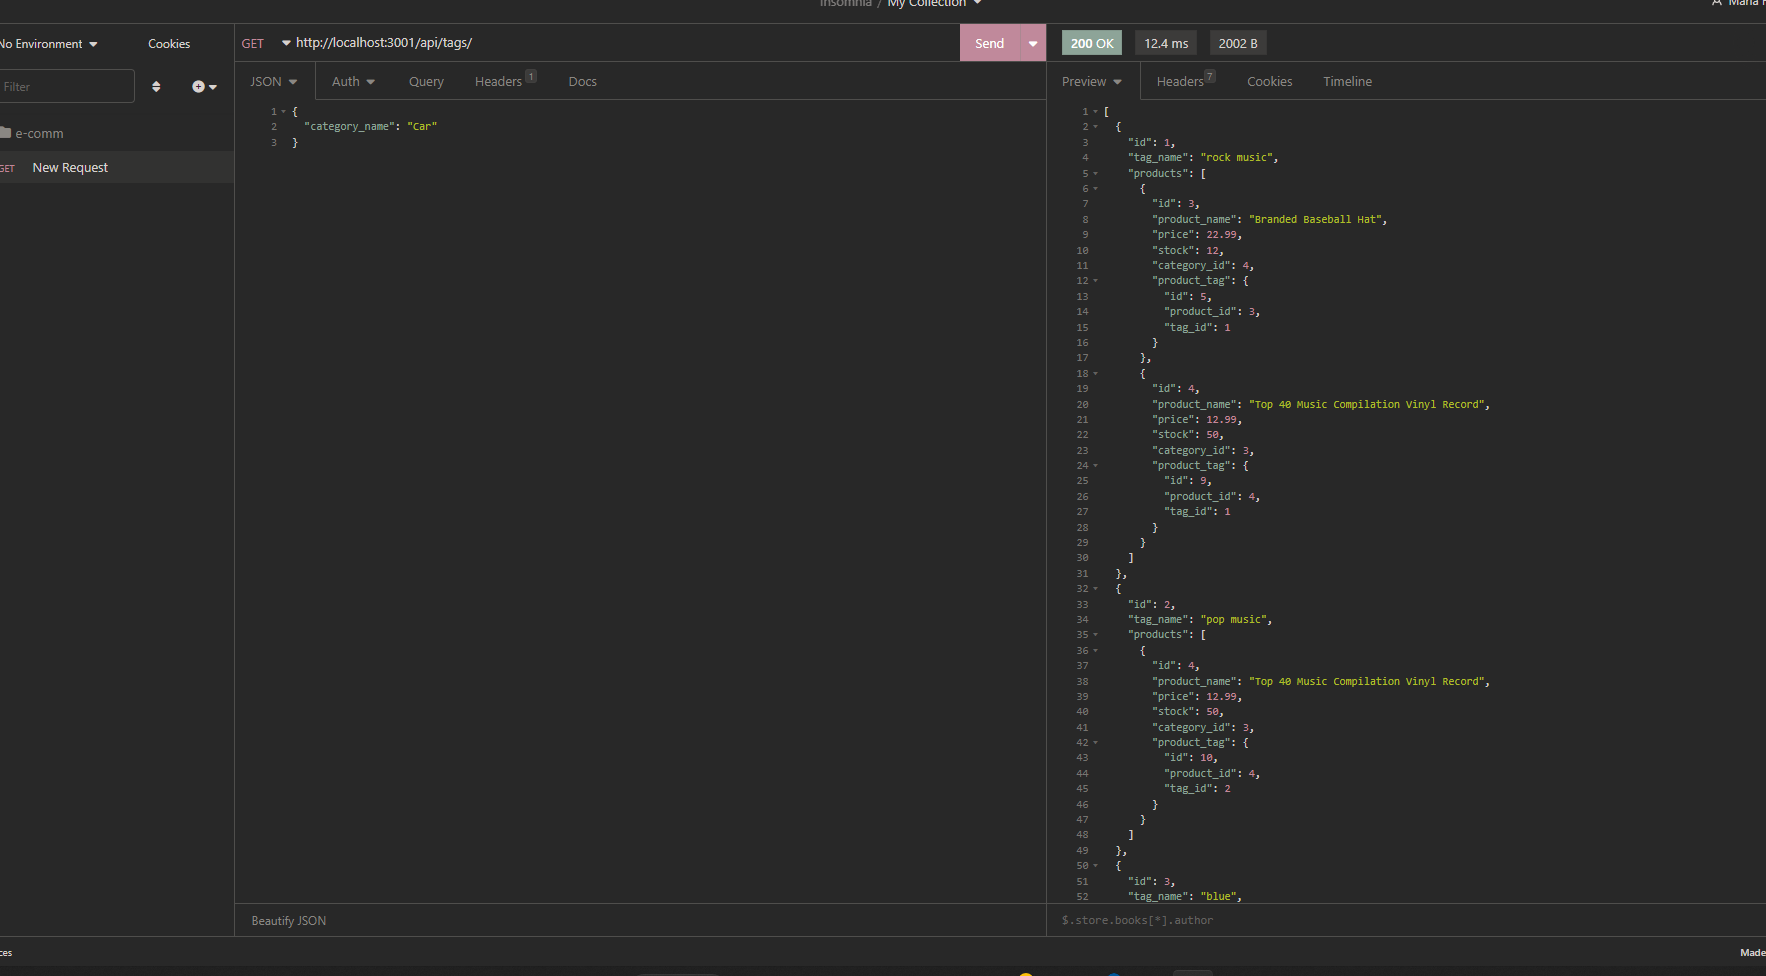 Insomnia / My Collection
Maria
No Environment
Cookies
GET
http://localhost:3001/api/tags/
Send
200 OK
12.4 ms
2002 B
Filter
JSON
Auth
Query
Headers 1
Docs
Preview
Headers 7
Cookies
Timeline
e-comm
GET New Request
1 {
2 "category_name": "Car"
3 }
1 [
2 {
3 "id": 1,
4 "tag_name": "rock music",
5 "products": [
6 {
7 "id": 3,
8 "product_name": "Branded Baseball Hat",
9 "price": 22.99,
10 "stock": 12,
11 "category_id": 4,
12 "product_tag": {
13 "id": 5,
14 "product_id": 3,
15 "tag_id": 1
16 }
17 },
18 {
19 "id": 4,
20 "product_name": "Top 40 Music Compilation Vinyl Record",
21 "price": 12.99,
22 "stock": 50,
23 "category_id": 3,
24 "product_tag": {
25 "id": 9,
26 "product_id": 4,
27 "tag_id": 1
28 }
29 }
30 ]
31 },
32 {
33 "id": 2,
34 "tag_name": "pop music",
35 "products": [
36 {
37 "id": 4,
38 "product_name": "Top 40 Music Compilation Vinyl Record",
39 "price": 12.99,
40 "stock": 50,
41 "category_id": 3,
42 "product_tag": {
43 "id": 10,
44 "product_id": 4,
45 "tag_id": 2
46 }
47 }
48 ]
49 },
50 {
51 "id": 3,
52 "tag_name": "blue",
Beautify JSON
$.store.books[*].author
ces
Made